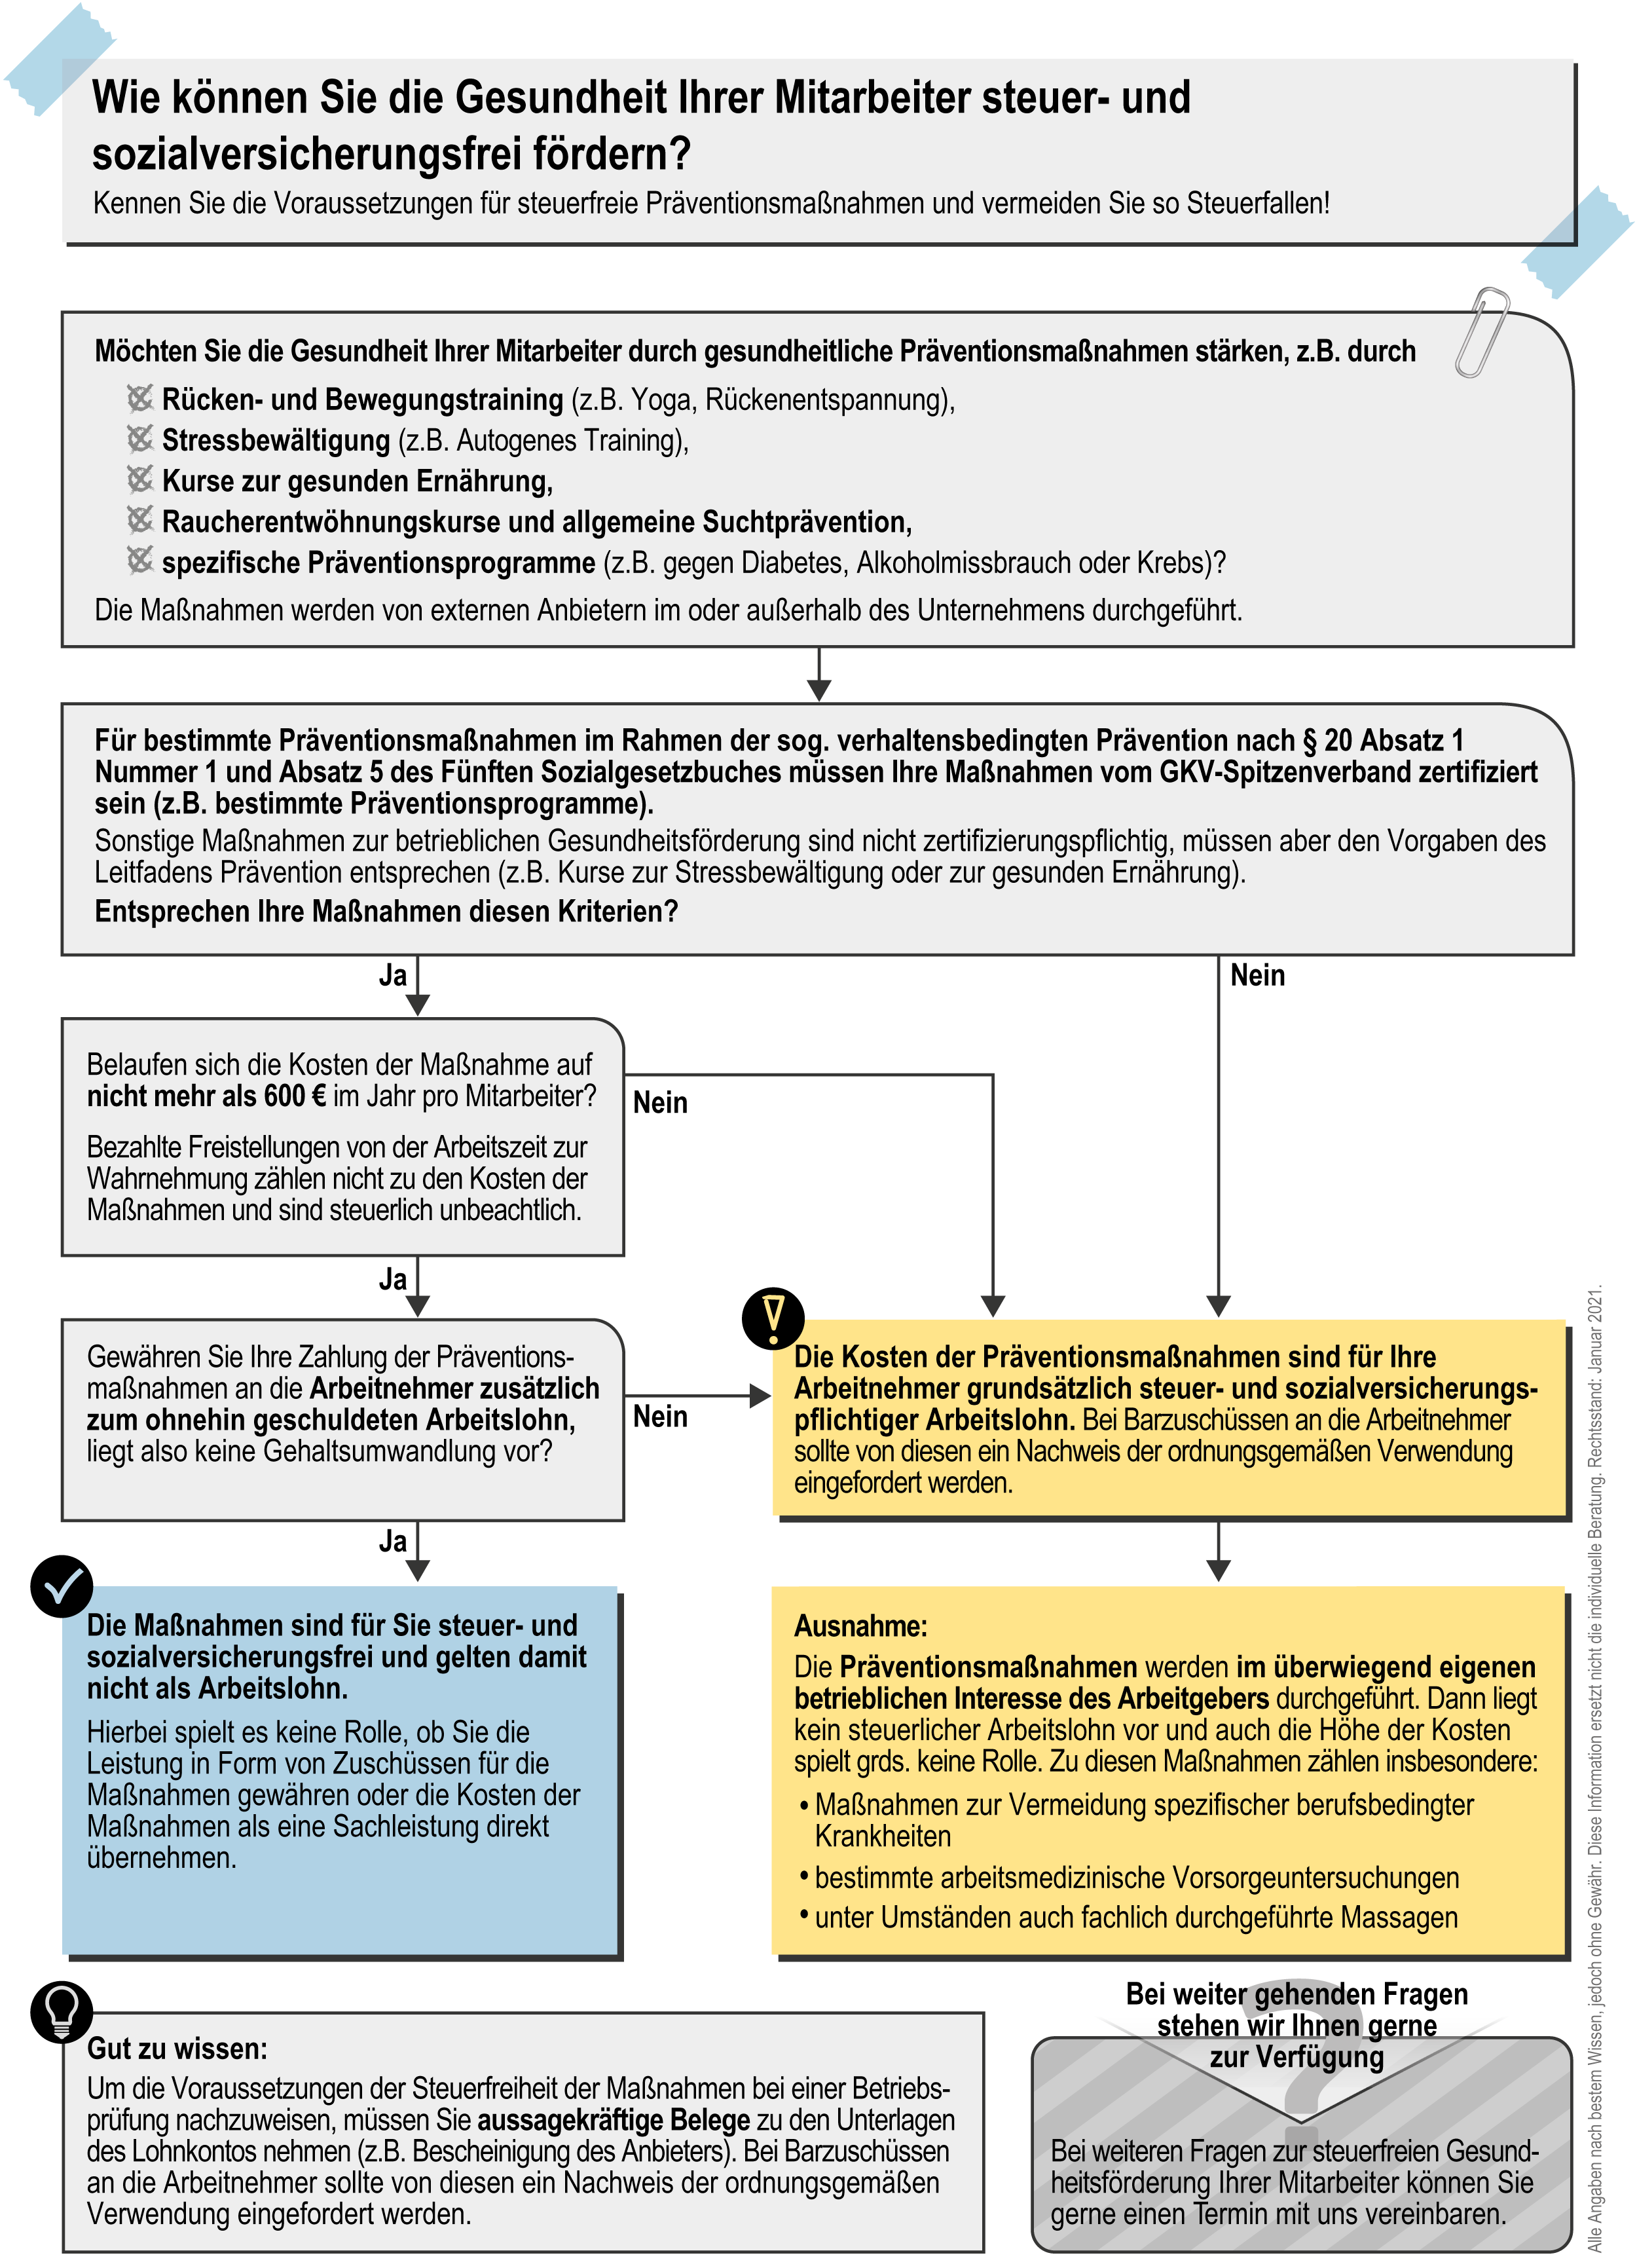 Wie können Sie die Gesundheit Ihrer Mitarbeiter steuer- und
sozialversicherungsfrei fördern?
Kennen Sie die Voraussetzungen für steuerfreie Präventionsmaßnahmen und vermeiden Sie so Steuerfallen!
Möchten Sie die Gesundheit Ihrer Mitarbeiter durch gesundheitliche Präventionsmaßnahmen stärken, z.B. durch
Rücken- und Bewegungstraining (z.B. Yoga, Rückenentspannung),
Stressbewältigung (z.B. Autogenes Training),
Kurse zur gesunden Ernährung,
Raucherentwöhnungskurse und allgemeine Suchtprävention,
spezifische Präventionsprogramme (z.B. gegen Diabetes, Alkoholmissbrauch oder Krebs)?
Die Maßnahmen werden von externen Anbietern im oder außerhalb des Unternehmens durchgeführt.
Für bestimmte Präventionsmaßnahmen im Rahmen der sog. verhaltensbedingten Prävention nach § 20 Absatz 1
Nummer 1 und Absatz 5 des Fünften Sozialgesetzbuches müssen Ihre Maßnahmen vom GKV-Spitzenverband zertifiziert
sein (z.B. bestimmte Präventionsprogramme).
Sonstige Maßnahmen zur betrieblichen Gesundheitsförderung sind nicht zertifizierungspflichtig, müssen aber den Vorgaben des
Leitfadens Prävention entsprechen (z.B. Kurse zur Stressbewältigung oder zur gesunden Ernährung).
Entsprechen Ihre Maßnahmen diesen Kriterien?
Ja
Nein
Belaufen sich die Kosten der Maßnahme auf
nicht mehr als 600 € im Jahr pro Mitarbeiter?
Bezahlte Freistellungen von der Arbeitszeit zur
Wahrnehmung zählen nicht zu den Kosten der
Maßnahmen und sind steuerlich unbeachtlich.
Nein
Ja
Gewähren Sie Ihre Zahlung der Präventions-
maßnahmen an die Arbeitnehmer zusätzlich
zum ohnehin geschuldeten Arbeitslohn,
liegt also keine Gehaltsumwandlung vor?
Nein
Die Kosten der Präventionsmaßnahmen sind für Ihre
Arbeitnehmer grundsätzlich steuer- und sozialversicherungs-
pflichtiger Arbeitslohn. Bei Barzuschüssen an die Arbeitnehmer
sollte von diesen ein Nachweis der ordnungsgemäßen Verwendung
eingefordert werden.
Ja
Die Maßnahmen sind für Sie steuer- und
sozialversicherungsfrei und gelten damit
nicht als Arbeitslohn.
Hierbei spielt es keine Rolle, ob Sie die
Leistung in Form von Zuschüssen für die
Maßnahmen gewähren oder die Kosten der
Maßnahmen als eine Sachleistung direkt
übernehmen.
Ausnahme:
Die Präventionsmaßnahmen werden im überwiegend eigenen
betrieblichen Interesse des Arbeitgebers durchgeführt. Dann liegt
kein steuerlicher Arbeitslohn vor und auch die Höhe der Kosten
spielt grds. keine Rolle. Zu diesen Maßnahmen zählen insbesondere:
• Maßnahmen zur Vermeidung spezifischer berufsbedingter
Krankheiten
• bestimmte arbeitsmedizinische Vorsorgeuntersuchungen
• unter Umständen auch fachlich durchgeführte Massagen
Gut zu wissen:
Um die Voraussetzungen der Steuerfreiheit der Maßnahmen bei einer Betriebs-
prüfung nachzuweisen, müssen Sie aussagekräftige Belege zu den Unterlagen
des Lohnkontos nehmen (z.B. Bescheinigung des Anbieters). Bei Barzuschüssen
an die Arbeitnehmer sollte von diesen ein Nachweis der ordnungsgemäßen
Verwendung eingefordert werden.
?
Bei weiter gehenden Fragen
stehen wir Ihnen gerne
zur Verfügung
Bei weiteren Fragen zur steuerfreien Gesund-
heitsförderung Ihrer Mitarbeiter können Sie
gerne einen Termin mit uns vereinbaren.
Alle Angaben nach bestem Wissen, jedoch ohne Gewähr. Diese Information ersetzt nicht die individuelle Beratung. Rechtsstand: Januar 2021.